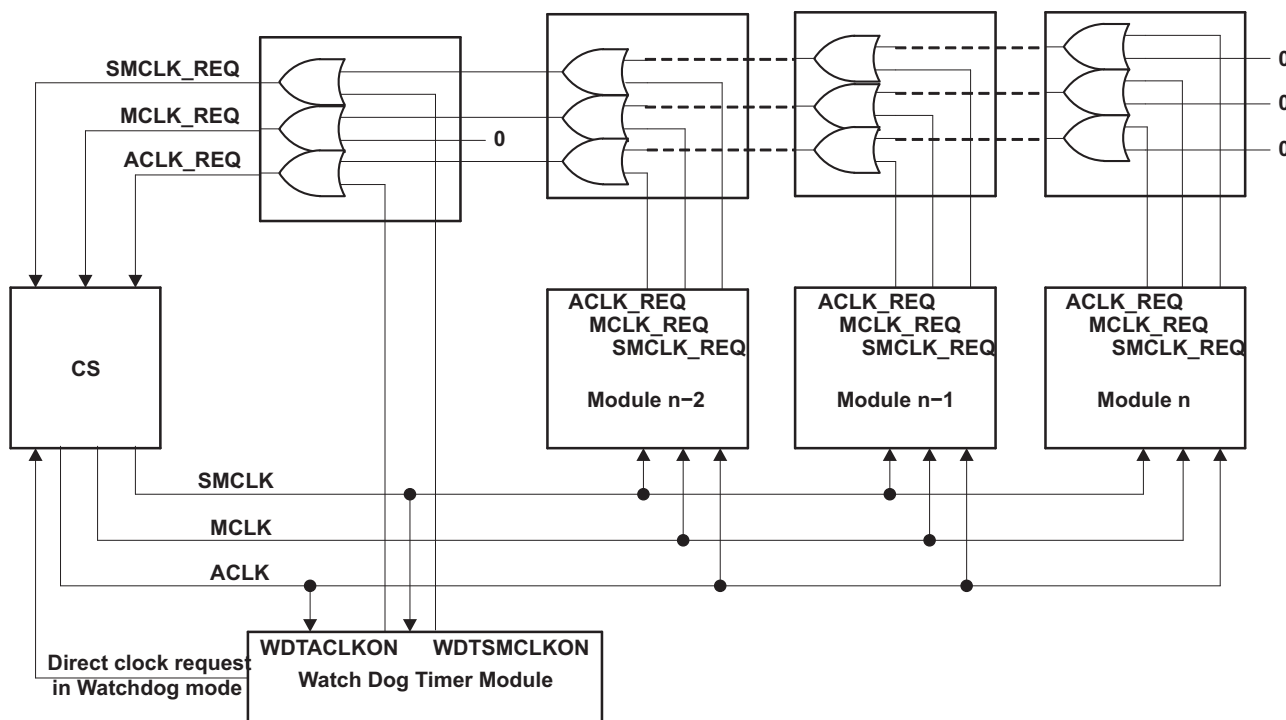 SMCLK_REQ
MCLK_REQ
ACLK_REQ
0
0
0
0
CS
ACLK_REQ
MCLK_REQ
SMCLK_REQ
Module n−2
ACLK_REQ
MCLK_REQ
SMCLK_REQ
Module n−1
ACLK_REQ
MCLK_REQ
SMCLK_REQ
Module n
SMCLK
MCLK
ACLK
WDTACLKON
WDTSMCLKON
Watch Dog Timer Module
Direct clock request
in Watchdog mode